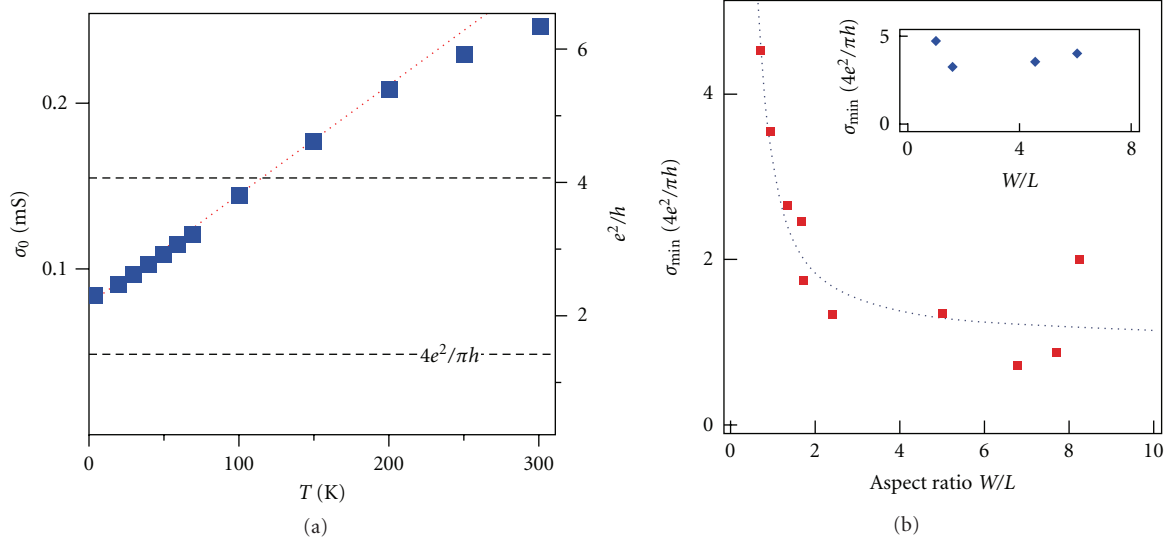 0.2
0.1
σ₀ (mS)
0
100
200
300
T (K)
6
4
2
e²/h
4e²/πh
(a)
4
2
0
σmin (4e²/πh)
0
2
4
6
8
10
Aspect ratio W/L
5
0
σmin (4e²/πh)
0
4
8
W/L
(b)